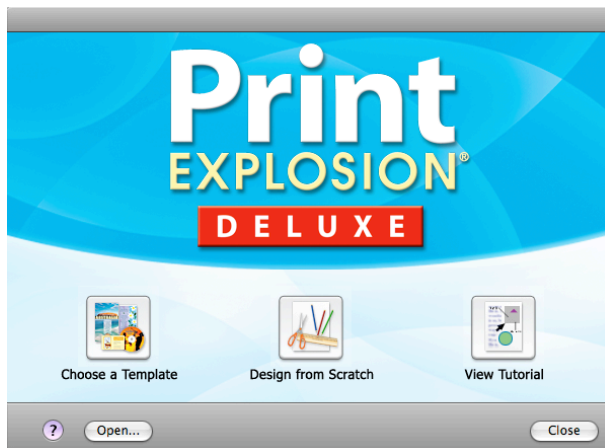 Print
EXPLOSION®
DELUXE
Choose a Template
Design from Scratch
View Tutorial
?
Open...
Close